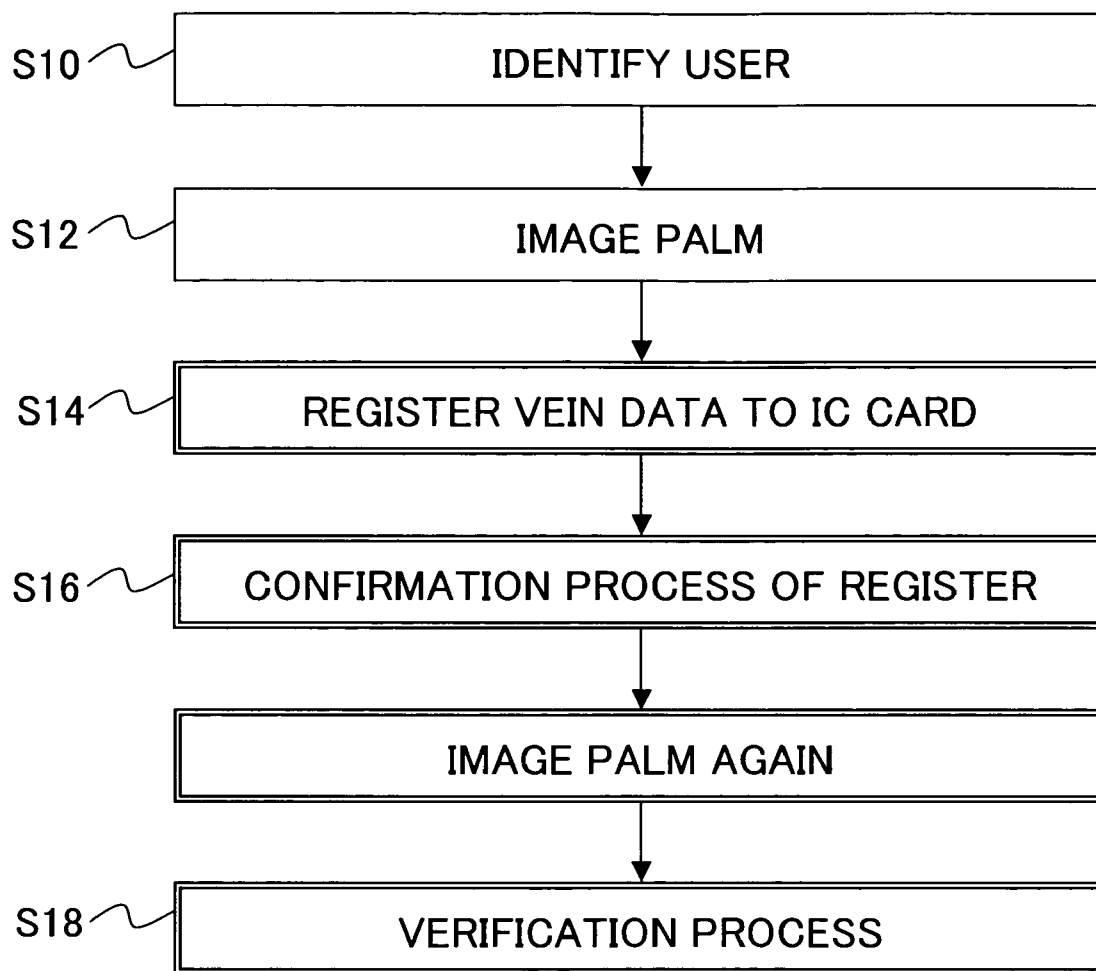 S10 IDENTIFY USER
S12 IMAGE PALM
S14 REGISTER VEIN DATA TO IC CARD
S16 CONFIRMATION PROCESS OF REGISTER
IMAGE PALM AGAIN
S18 VERIFICATION PROCESS